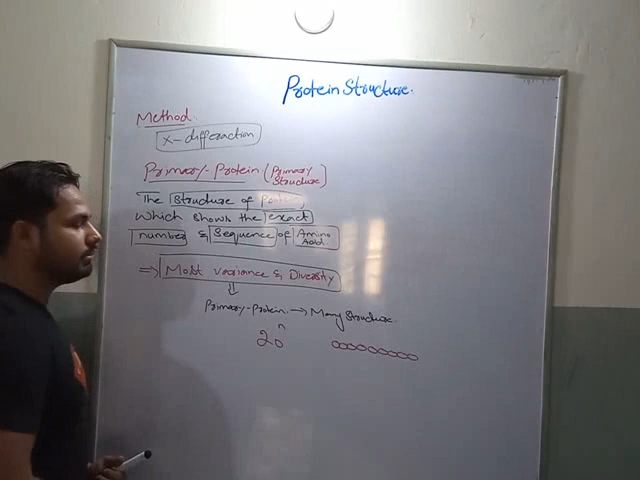 Protein Structure.
Method.
X-differaction
Primary-Protein (Primary Structure)
The Structure of Protein,
Which shows the exact
number & Sequence of Amino Acid.
⇒ Most variance & Diversity
⇓
Primary-Protein. → Many Structure.
20ⁿ